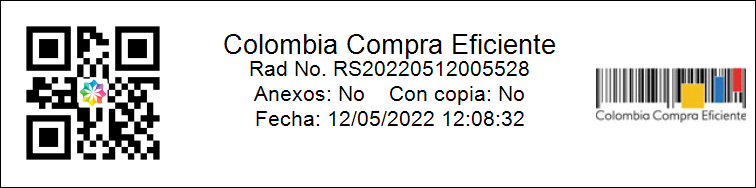 Colombia Compra Eficiente
Rad No. RS20220512005528
Anexos: No Con copia: No
Fecha: 12/05/2022 12:08:32
Colombia Compra Eficiente